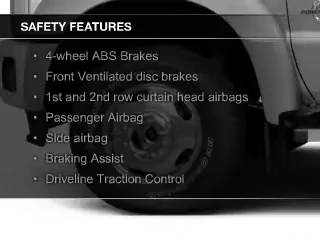 SAFETY FEATURES
• 4-wheel ABS Brakes
• Front Ventilated disc brakes
• 1st and 2nd row curtain head airbags
• Passenger Airbag
• Side airbag
• Braking Assist
• Driveline Traction Control